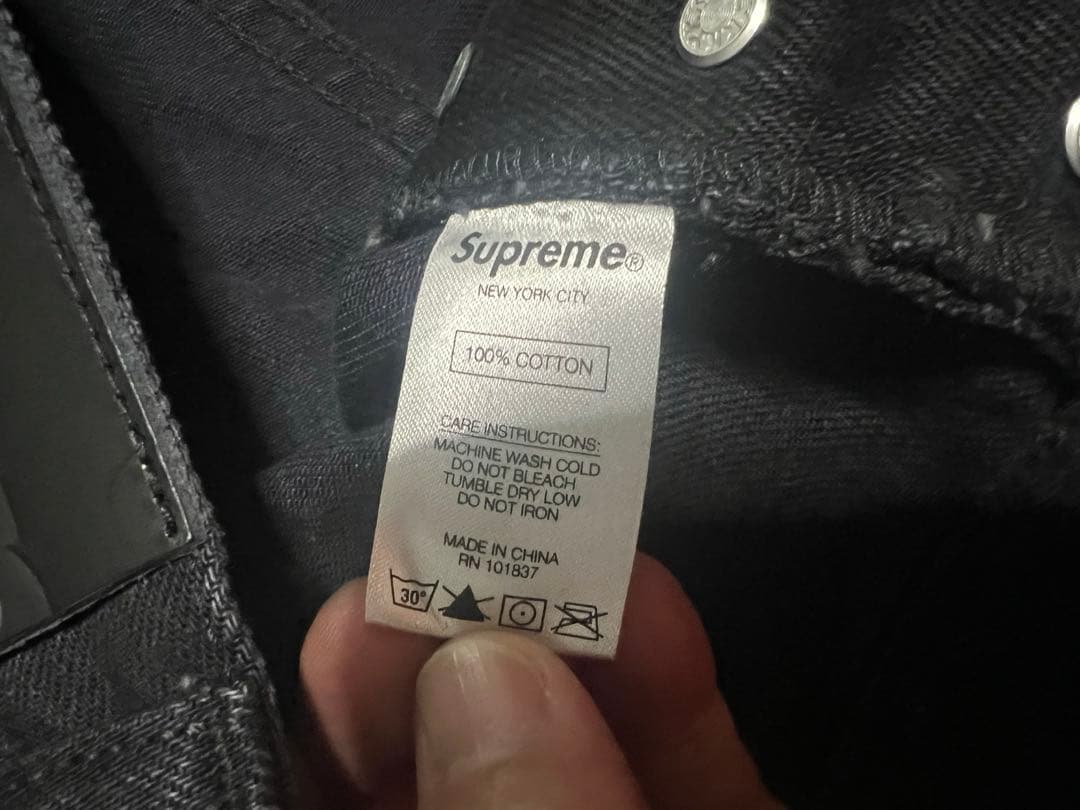 Supreme®
NEW YORK CITY
100% COTTON
CARE INSTRUCTIONS:
MACHINE WASH COLD
DO NOT BLEACH
TUMBLE DRY LOW
DO NOT IRON
MADE IN CHINA
RN 101837
30°